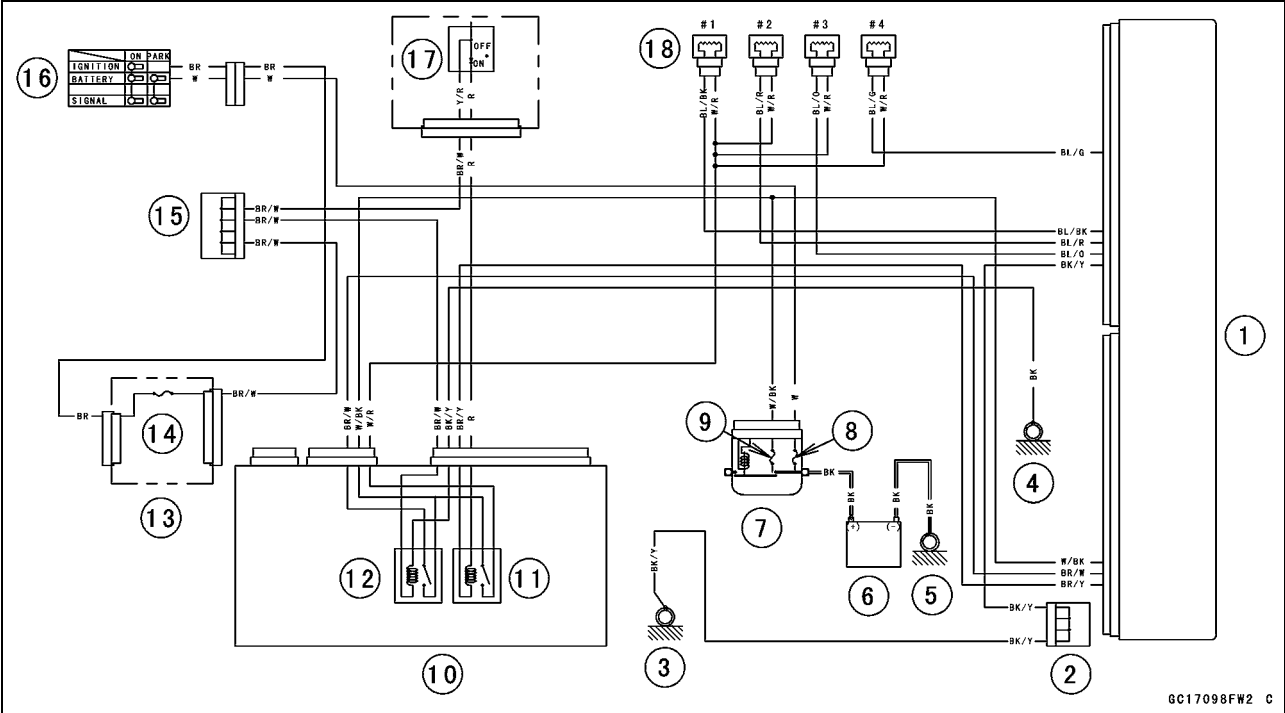 #1 #2 #3 #4
18
17
OFF
ON
16
ON PARK
IGNITION
BATTERY
SIGNAL
BR BR
W W
Y/R R
BL/BK W/R BL/R W/R BL/O W/R BL/G W/R
BL/G
BR/W R
W
15
BR/W
BR/W
BR/W
BL/BK
BL/R
BL/O
BK/Y
1
BK
W/BK W
BR BR/W
14
13
BR/W W/BK W/R BR/W BK/Y BR/Y R
9
8
4
BK
BK BK BK
(+) (-)
7
6
5
12
11
10
BK/Y
3
W/BK
BR/W
BR/Y
BK/Y
BK/Y
2
GC17098FW2 C